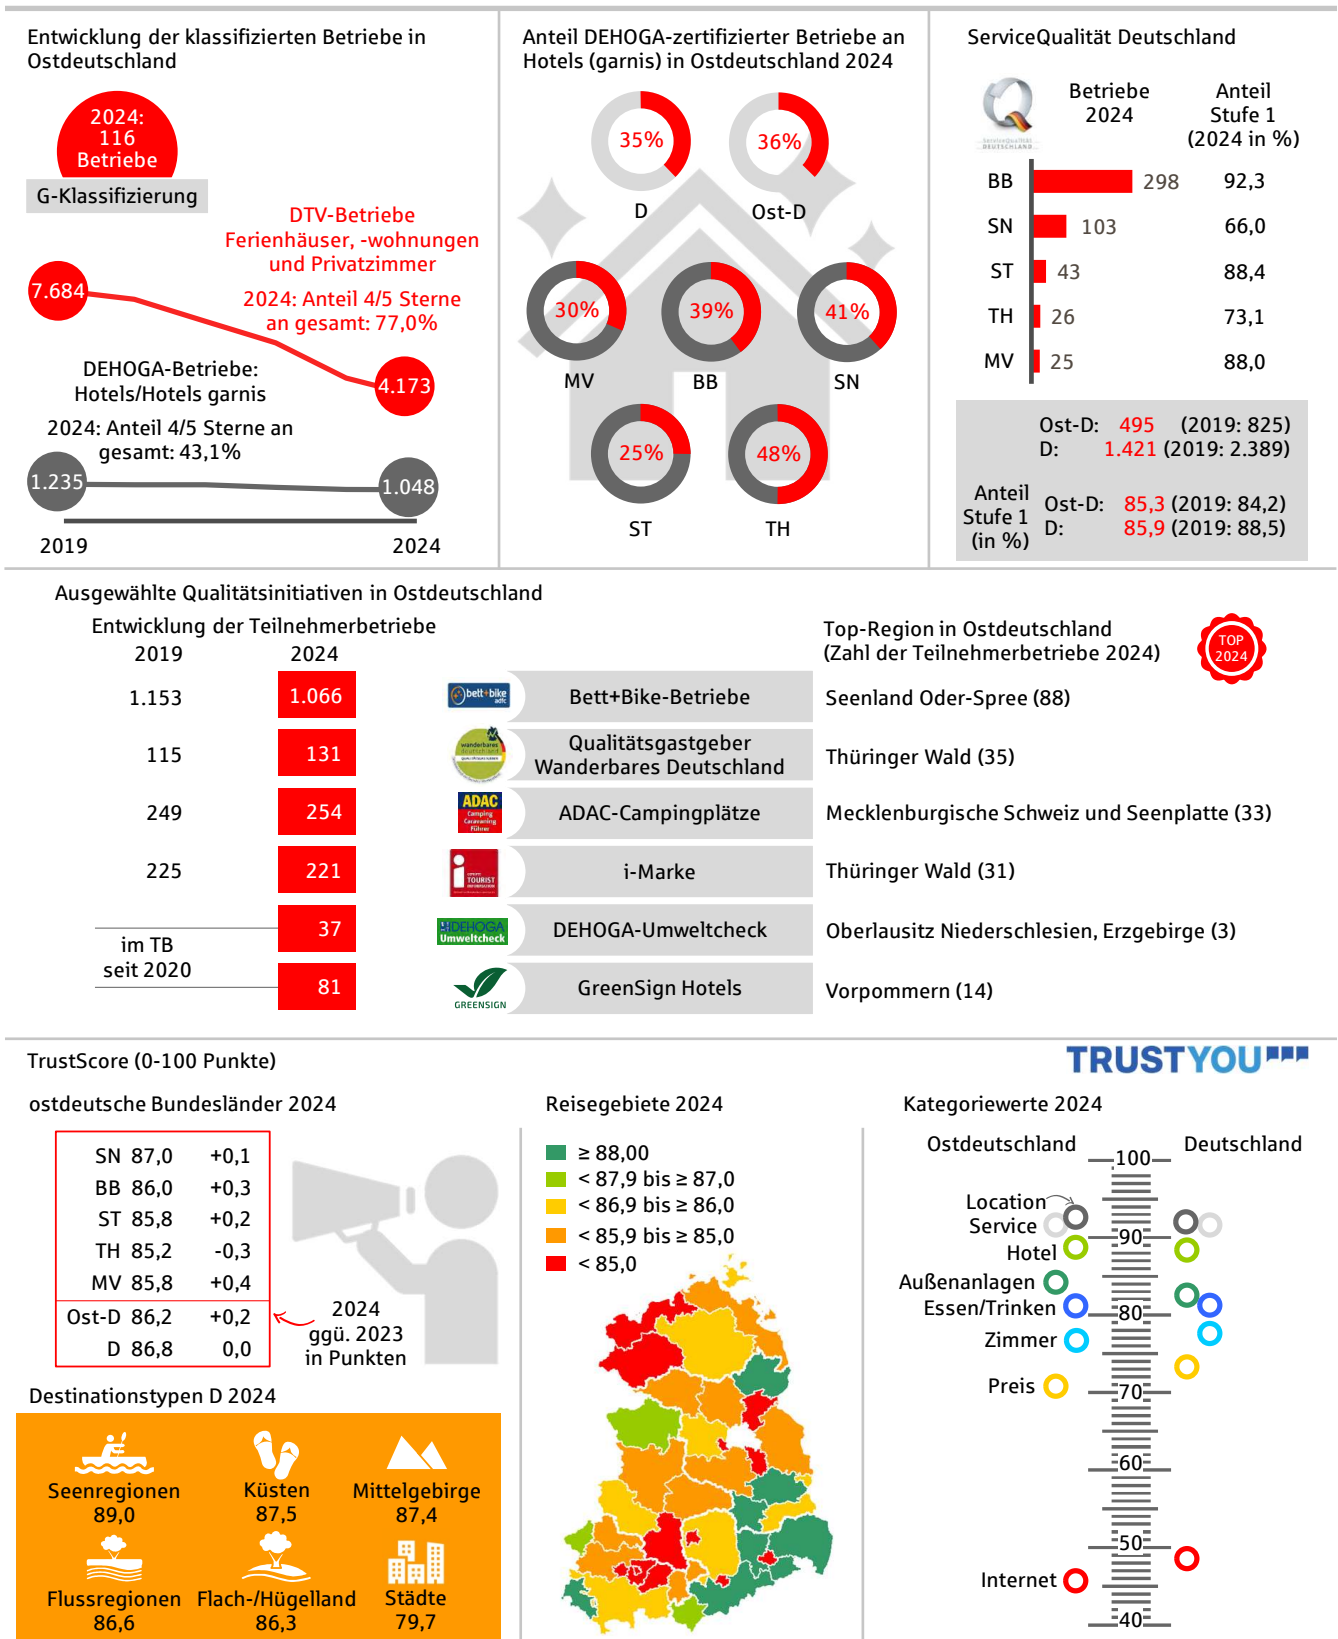 Entwicklung der klassifizierten Betriebe in
Ostdeutschland
2024:
116
Betriebe
G-Klassifizierung
DTV-Betriebe
Ferienhäuser, -wohnungen
und Privatzimmer
2024: Anteil 4/5 Sterne
an gesamt: 77,0%
7.684
4.173
DEHOGA-Betriebe:
Hotels/Hotels garnis
2024: Anteil 4/5 Sterne an
gesamt: 43,1%
1.235
1.048
2019 2024
Anteil DEHOGA-zertifizierter Betriebe an
Hotels (garnis) in Ostdeutschland 2024
35% 36%
D Ost-D
30% 39% 41%
MV BB SN
25% 48%
ST TH
ServiceQualität Deutschland
ServiceQualität
DEUTSCHLAND
Betriebe
2024
Anteil
Stufe 1
(2024 in %)
BB 298 92,3
SN 103 66,0
ST 43 88,4
TH 26 73,1
MV 25 88,0
Ost-D: 495 (2019: 825)
D: 1.421 (2019: 2.389)
Anteil
Stufe 1
(in %)
Ost-D: 85,3 (2019: 84,2)
D: 85,9 (2019: 88,5)
Ausgewählte Qualitätsinitiativen in Ostdeutschland
Entwicklung der Teilnehmerbetriebe
2019 2024
Top-Region in Ostdeutschland
(Zahl der Teilnehmerbetriebe 2024)
TOP
2024
1.153 1.066 bett+bike adfc Bett+Bike-Betriebe Seenland Oder-Spree (88)
115 131 wanderbares deutschland Qualitätsgastgeber
Wanderbares Deutschland Thüringer Wald (35)
249 254 ADAC Camping Caravaning Führer ADAC-Campingplätze Mecklenburgische Schweiz und Seenplatte (33)
225 221 i TOURIST INFORMATION i-Marke Thüringer Wald (31)
im TB
seit 2020
37 DEHOGA Umweltcheck DEHOGA-Umweltcheck Oberlausitz Niederschlesien, Erzgebirge (3)
81 GREENSIGN GreenSign Hotels Vorpommern (14)
TrustScore (0-100 Punkte)
TRUSTYOU
ostdeutsche Bundesländer 2024
SN 87,0 +0,1
BB 86,0 +0,3
ST 85,8 +0,2
TH 85,2 -0,3
MV 85,8 +0,4
Ost-D 86,2 +0,2
D 86,8 0,0
2024
ggü. 2023
in Punkten
Destinationstypen D 2024
Seenregionen
89,0
Küsten
87,5
Mittelgebirge
87,4
Flussregionen
86,6
Flach-/Hügelland
86,3
Städte
79,7
Reisegebiete 2024
≥ 88,00
< 87,9 bis ≥ 87,0
< 86,9 bis ≥ 86,0
< 85,9 bis ≥ 85,0
< 85,0
Kategoriewerte 2024
Ostdeutschland Deutschland
100
Location
Service
90
Hotel
Außenanlagen
Essen/Trinken
80
Zimmer
Preis
70
60
50
Internet
40